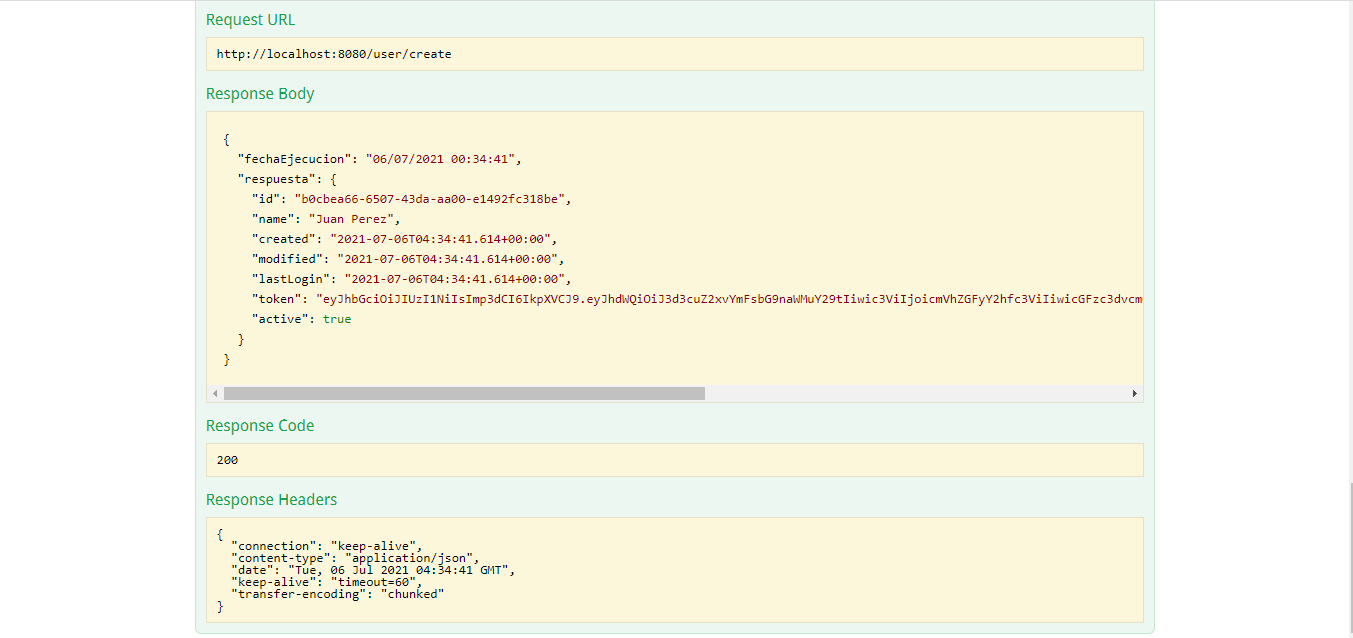 Request URL
http://localhost:8080/user/create
Response Body
{
"fechaEjecucion": "06/07/2021 00:34:41",
"respuesta": {
"id": "b0cbea66-6507-43da-aa00-e1492fc318be",
"name": "Juan Perez",
"created": "2021-07-06T04:34:41.614+00:00",
"modified": "2021-07-06T04:34:41.614+00:00",
"lastLogin": "2021-07-06T04:34:41.614+00:00",
"token": "eyJhbGciOiJIUzI1NiIsImp3dCI6IkpXVCJ9.eyJhdWQiOiJ3d3cuZ2xvYmFsbG9naWMuY29tIiwic3ViIjoicmVhZGFyY2hfc3ViIiwicGFzc3dvcm
"active": true
}
}
Response Code
200
Response Headers
{
"connection": "keep-alive",
"content-type": "application/json",
"date": "Tue, 06 Jul 2021 04:34:41 GMT",
"keep-alive": "timeout=60",
"transfer-encoding": "chunked"
}